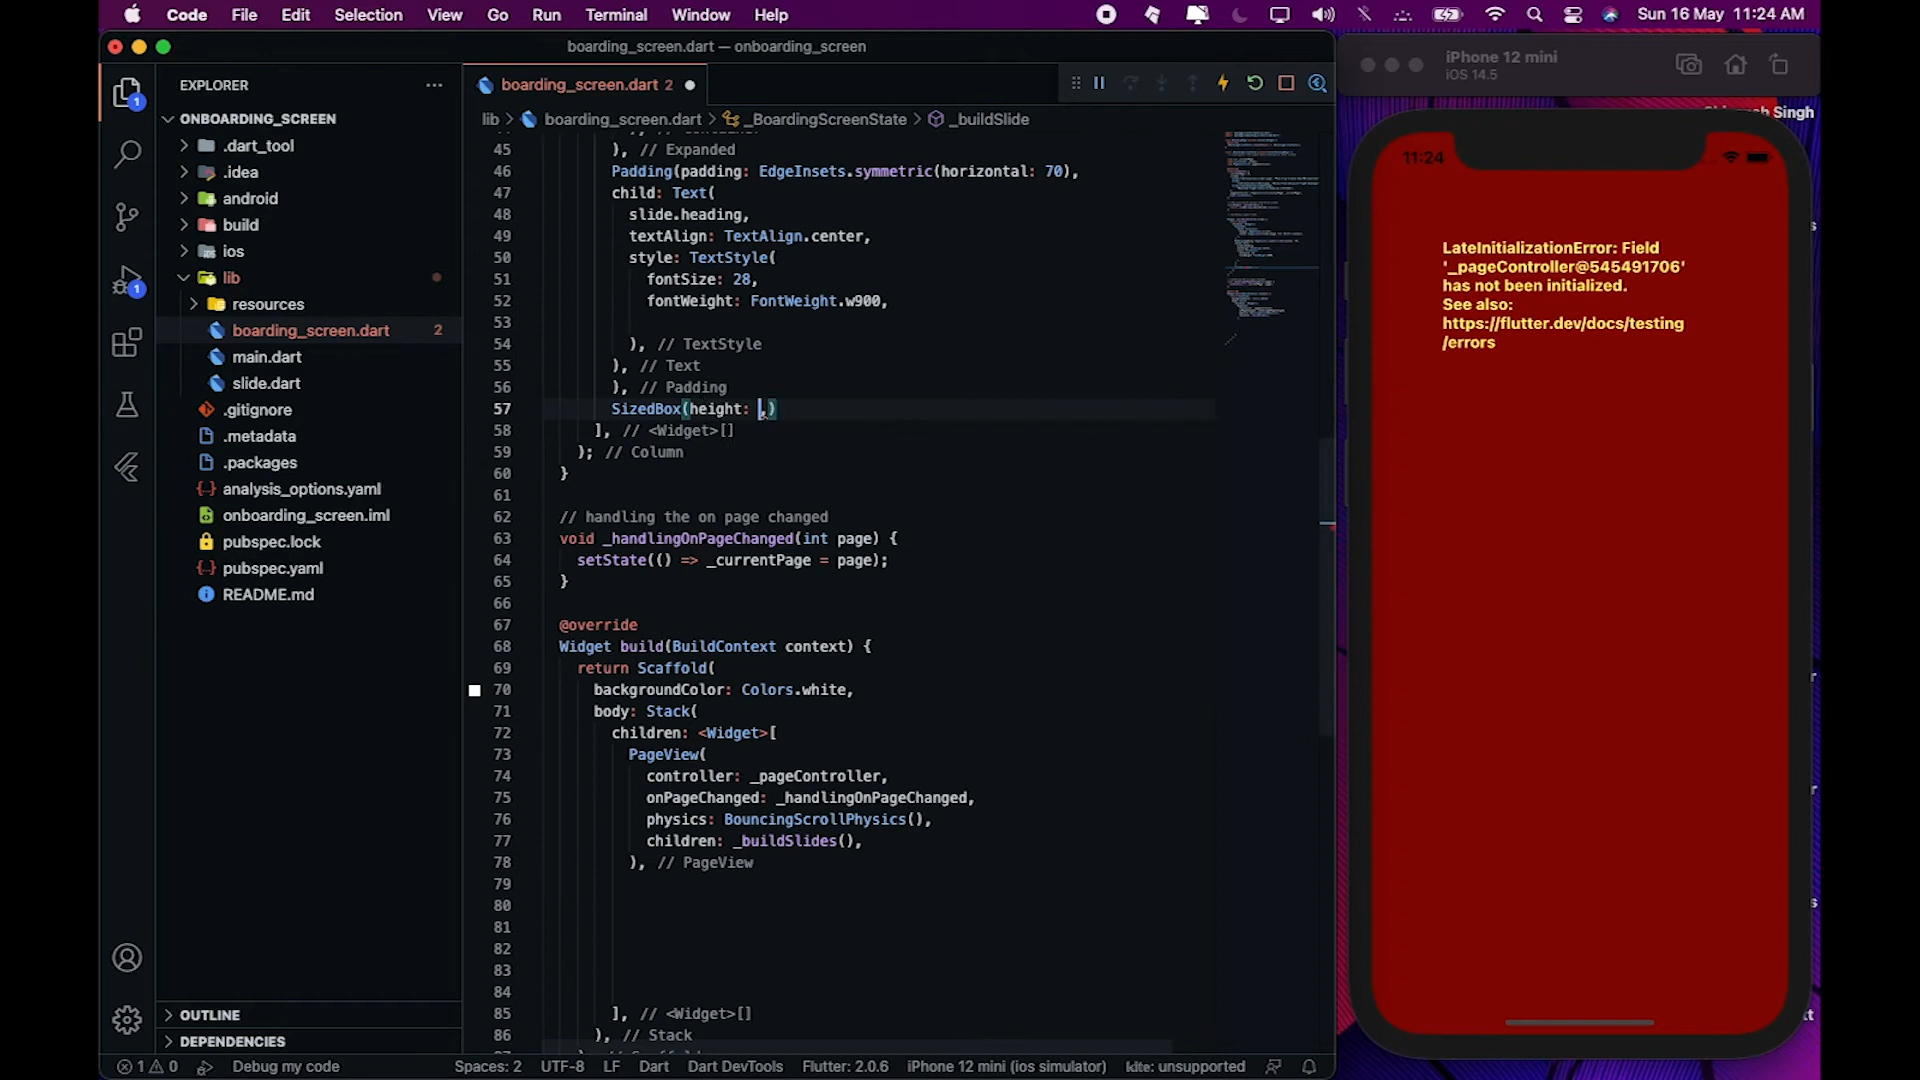 Code File Edit Selection View Go Run Terminal Window Help Sun 16 May 11:24 AM
boarding_screen.dart — onboarding_screen
iPhone 12 mini
iOS 14.5
EXPLORER
boarding_screen.dart 2
ONBOARDING_SCREEN
lib > boarding_screen.dart > _BoardingScreenState > _buildSlide
.dart_tool
.idea
android
build
ios
lib
resources
boarding_screen.dart 2
main.dart
slide.dart
.gitignore
.metadata
.packages
analysis_options.yaml
onboarding_screen.iml
pubspec.lock
pubspec.yaml
README.md
OUTLINE
DEPENDENCIES
45 ), // Expanded
46 Padding(padding: EdgeInsets.symmetric(horizontal: 70),
47 child: Text(
48 slide.heading,
49 textAlign: TextAlign.center,
50 style: TextStyle(
51 fontSize: 28,
52 fontWeight: FontWeight.w900,
53
54 ), // TextStyle
55 ), // Text
56 ), // Padding
57 SizedBox(height: ,)
58 ], // <Widget>[]
59 ); // Column
60 }
61
62 // handling the on page changed
63 void _handlingOnPageChanged(int page) {
64 setState(() => _currentPage = page);
65 }
66
67 @override
68 Widget build(BuildContext context) {
69 return Scaffold(
70 backgroundColor: Colors.white,
71 body: Stack(
72 children: <Widget>[
73 PageView(
74 controller: _pageController,
75 onPageChanged: _handlingOnPageChanged,
76 physics: BouncingScrollPhysics(),
77 children: _buildSlides(),
78 ), // PageView
79
80
81
82
83
84
85 ], // <Widget>[]
86 ), // Stack
Singh
11:24
LateInitializationError: Field
'_pageController@545491706'
has not been initialized.
See also:
https://flutter.dev/docs/testing
/errors
1 0 Debug my code Spaces: 2 UTF-8 LF Dart Dart DevTools Flutter: 2.0.6 iPhone 12 mini (ios simulator) kite: unsupported